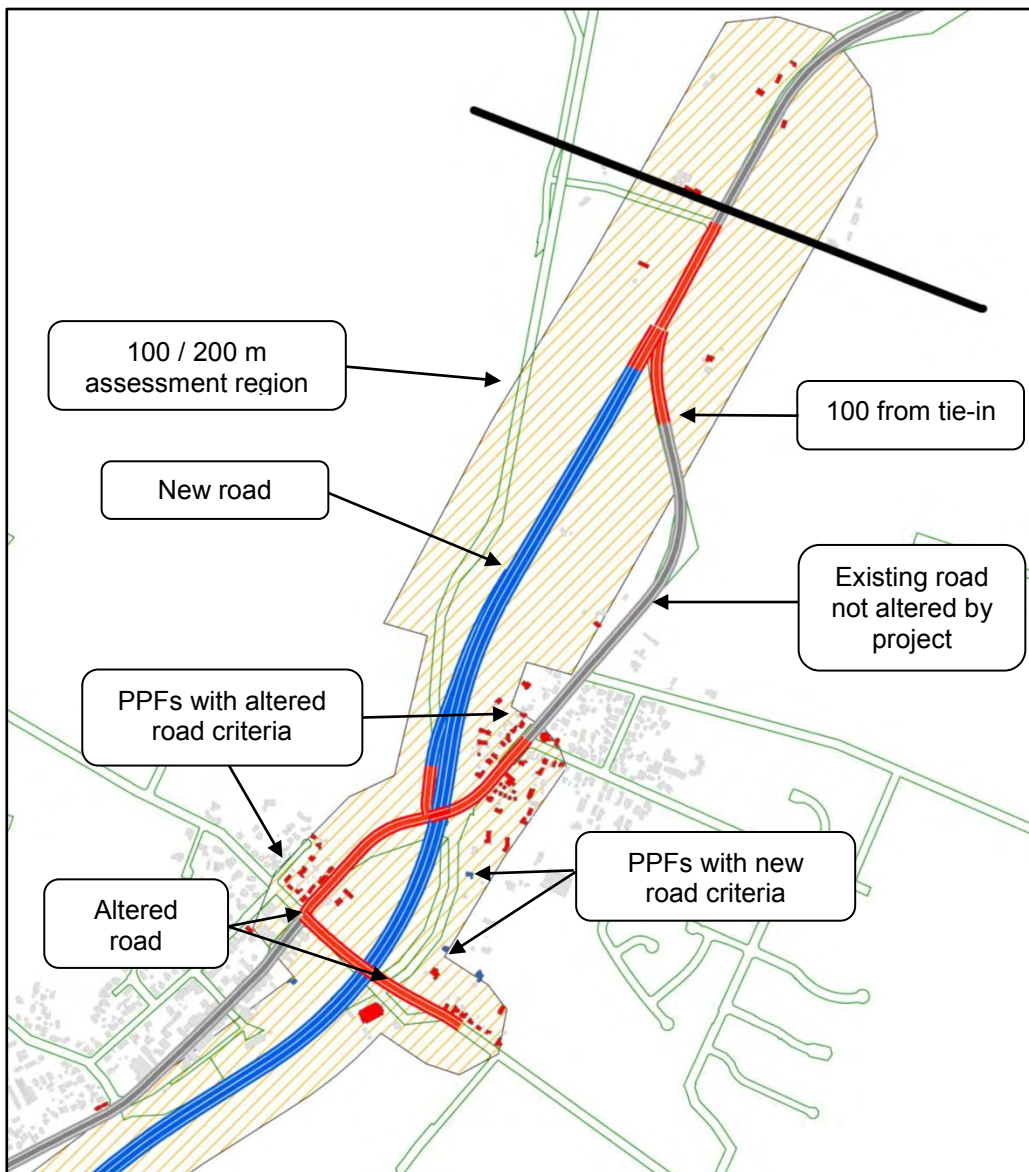 100 / 200 m
assessment region
100 from tie-in
New road
Existing road
not altered by
project
PPFs with altered
road criteria
PPFs with new
road criteria
Altered
road